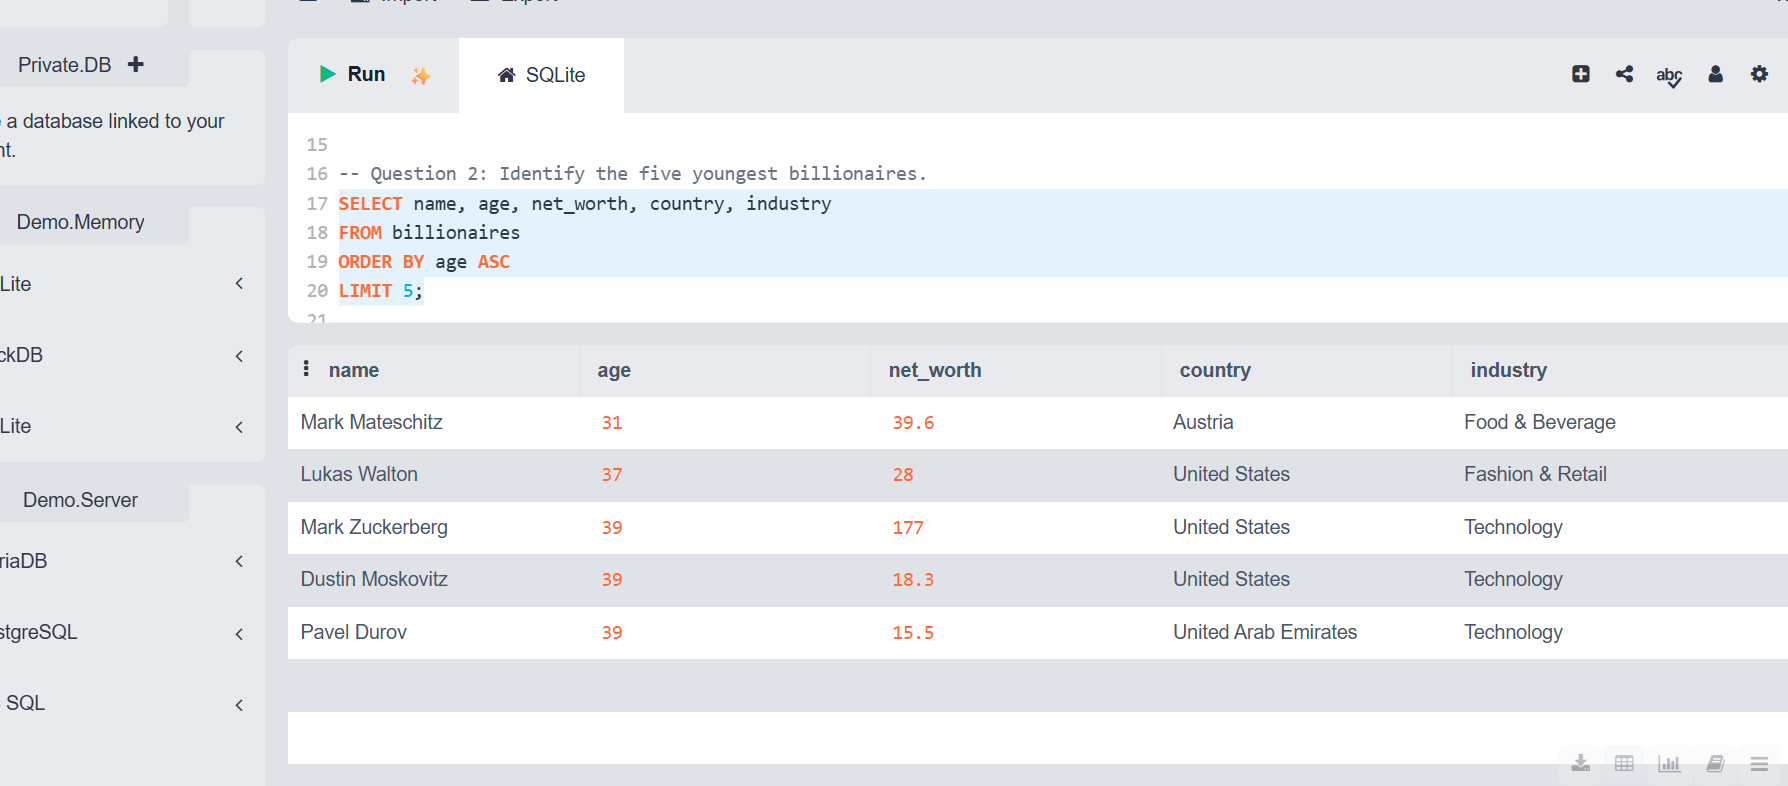 Import
Export
Private.DB
a database linked to your
nt.
Demo.Memory
Lite
ckDB
Lite
Demo.Server
riaDB
stgreSQL
SQL
Run
SQLite
abc
15
16 -- Question 2: Identify the five youngest billionaires.
17 SELECT name, age, net_worth, country, industry
18 FROM billionaires
19 ORDER BY age ASC
20 LIMIT 5;
21
name age net_worth country industry
Mark Mateschitz 31 39.6 Austria Food & Beverage
Lukas Walton 37 28 United States Fashion & Retail
Mark Zuckerberg 39 177 United States Technology
Dustin Moskovitz 39 18.3 United States Technology
Pavel Durov 39 15.5 United Arab Emirates Technology